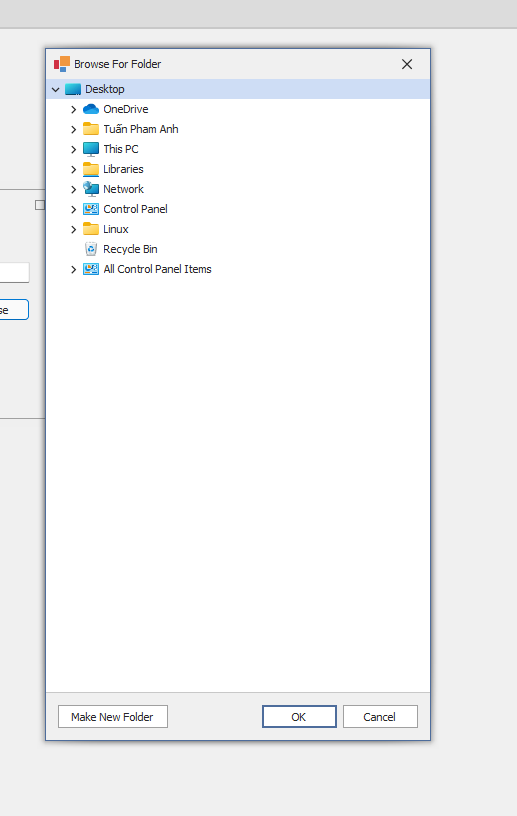 Browse For Folder
Desktop
OneDrive
Tuấn Pham Anh
This PC
Libraries
Network
Control Panel
Linux
Recycle Bin
All Control Panel Items
se
Make New Folder
OK
Cancel